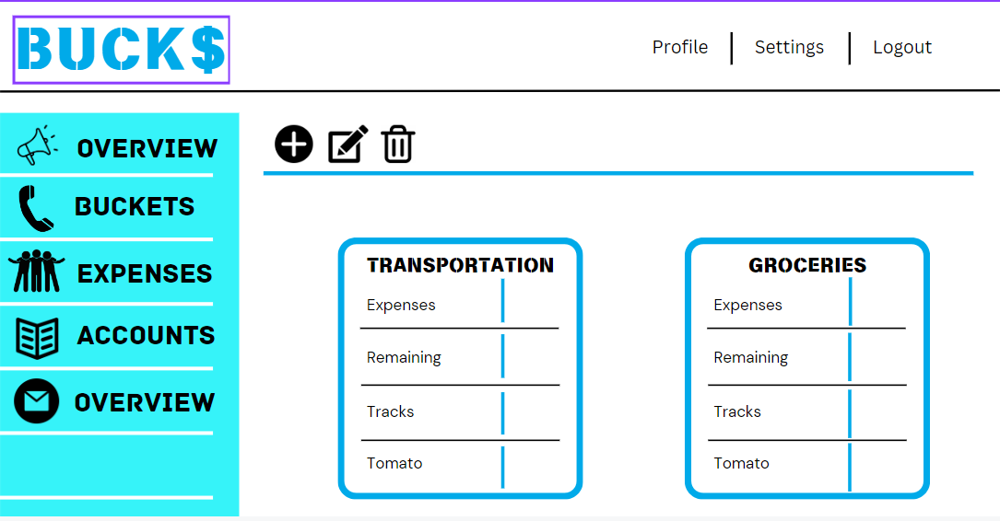 BUCK$
Profile
Settings
Logout
OVERVIEW
BUCKETS
EXPENSES
ACCOUNTS
OVERVIEW
TRANSPORTATION
Expenses
Remaining
Tracks
Tomato
GROCERIES
Expenses
Remaining
Tracks
Tomato